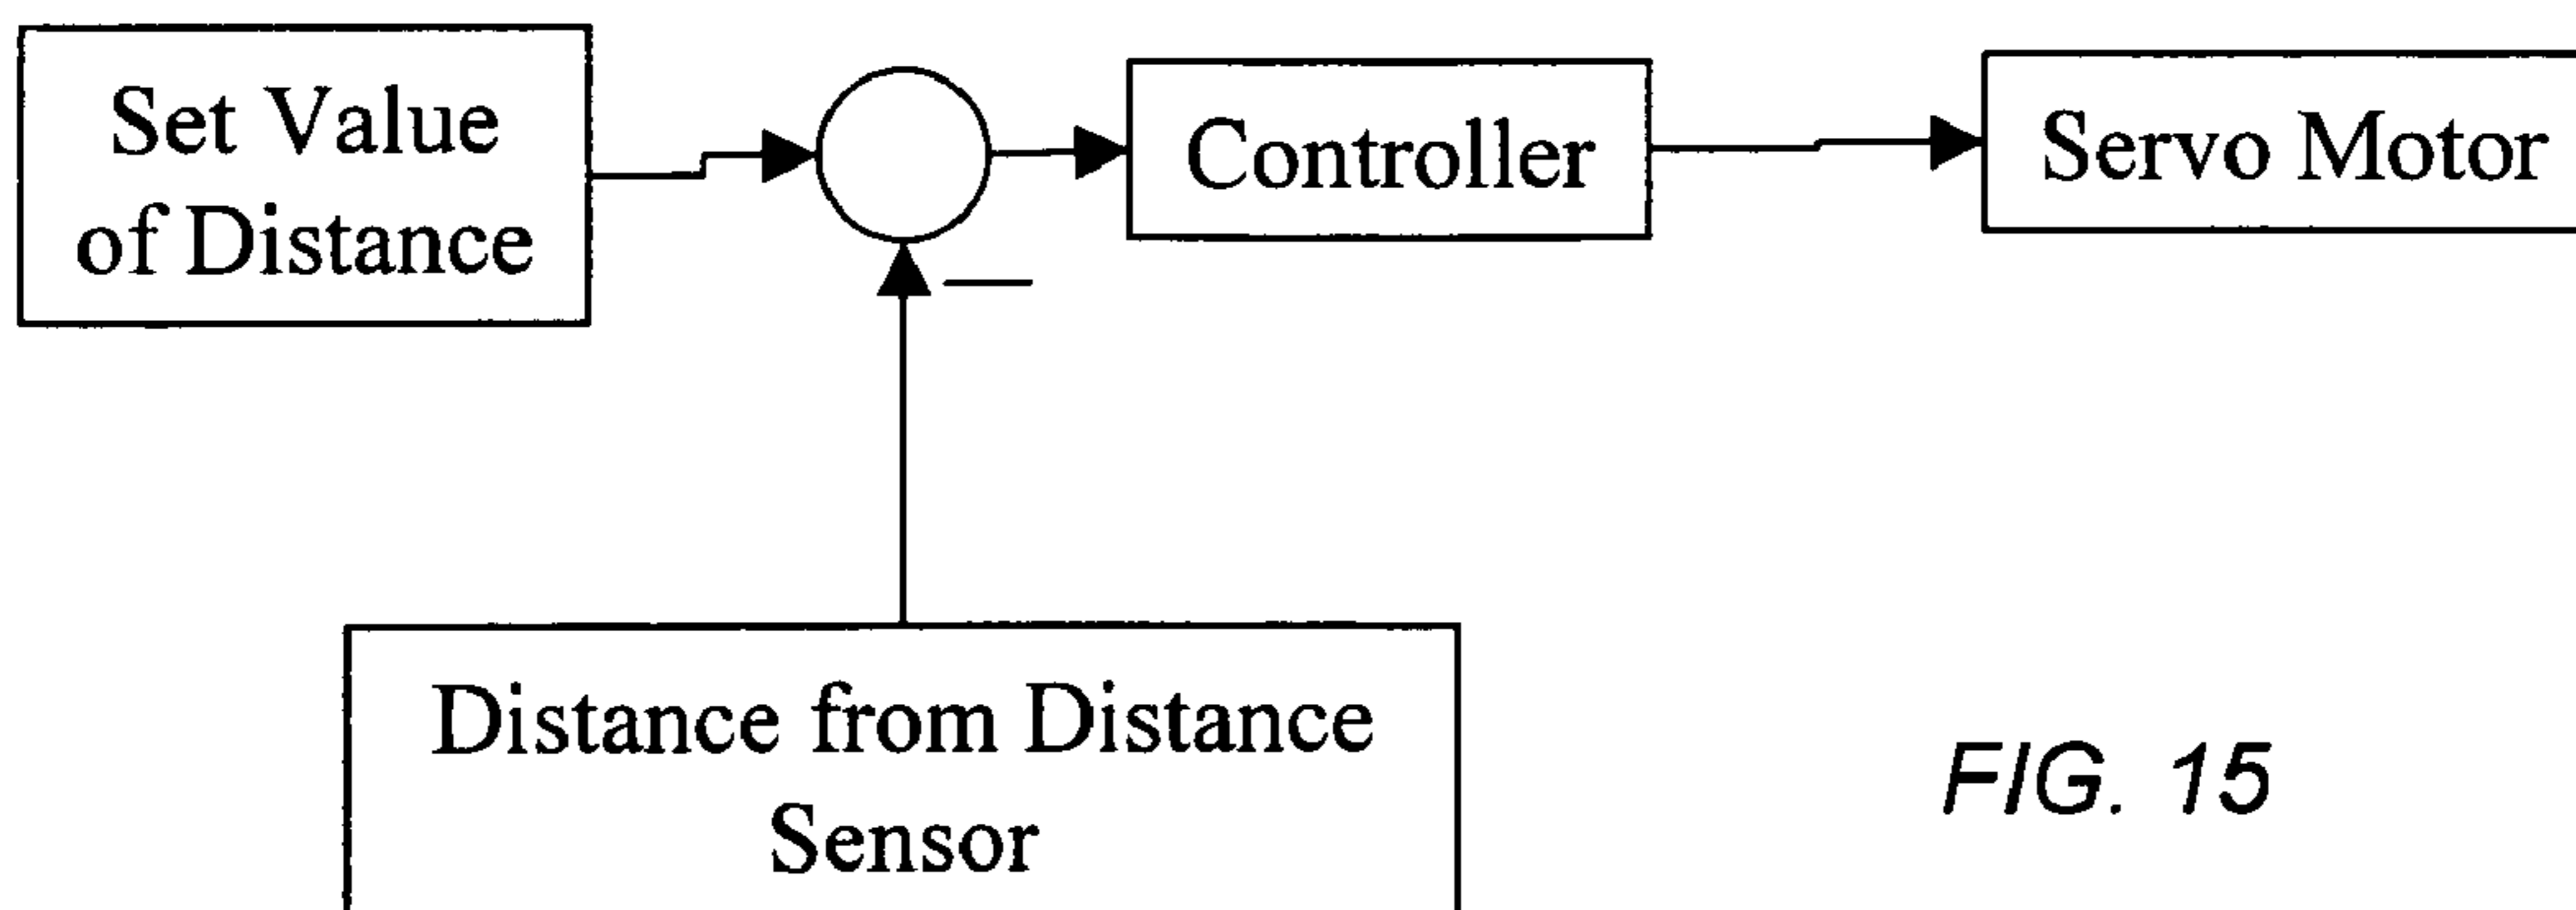 Set Value
of Distance
Controller
Servo Motor
—
Distance from Distance
Sensor
FIG. 15